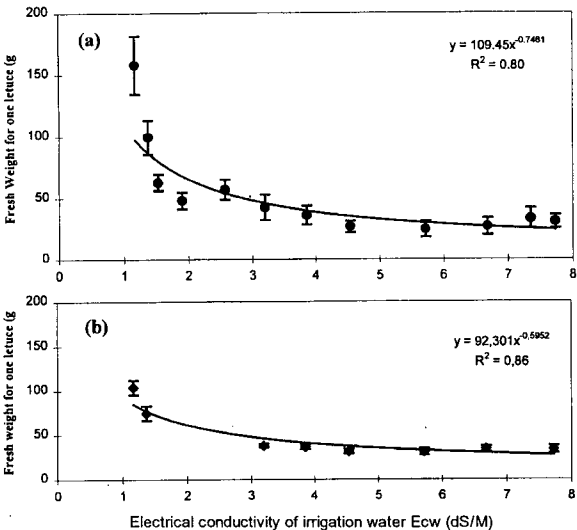 200
(a)
y = 109.45x^-0.7461
R² = 0.80
150
100
50
0
Fresh Weight for one letuce (g
0 1 2 3 4 5 6 7 8
200
(b)
y = 92,301x^-0,5952
R² = 0,86
150
100
50
0
Fresh weight for one letuce (g
0 1 2 3 4 5 6 7 8
Electrical conductivity of irrigation water Ecw (dS/M)